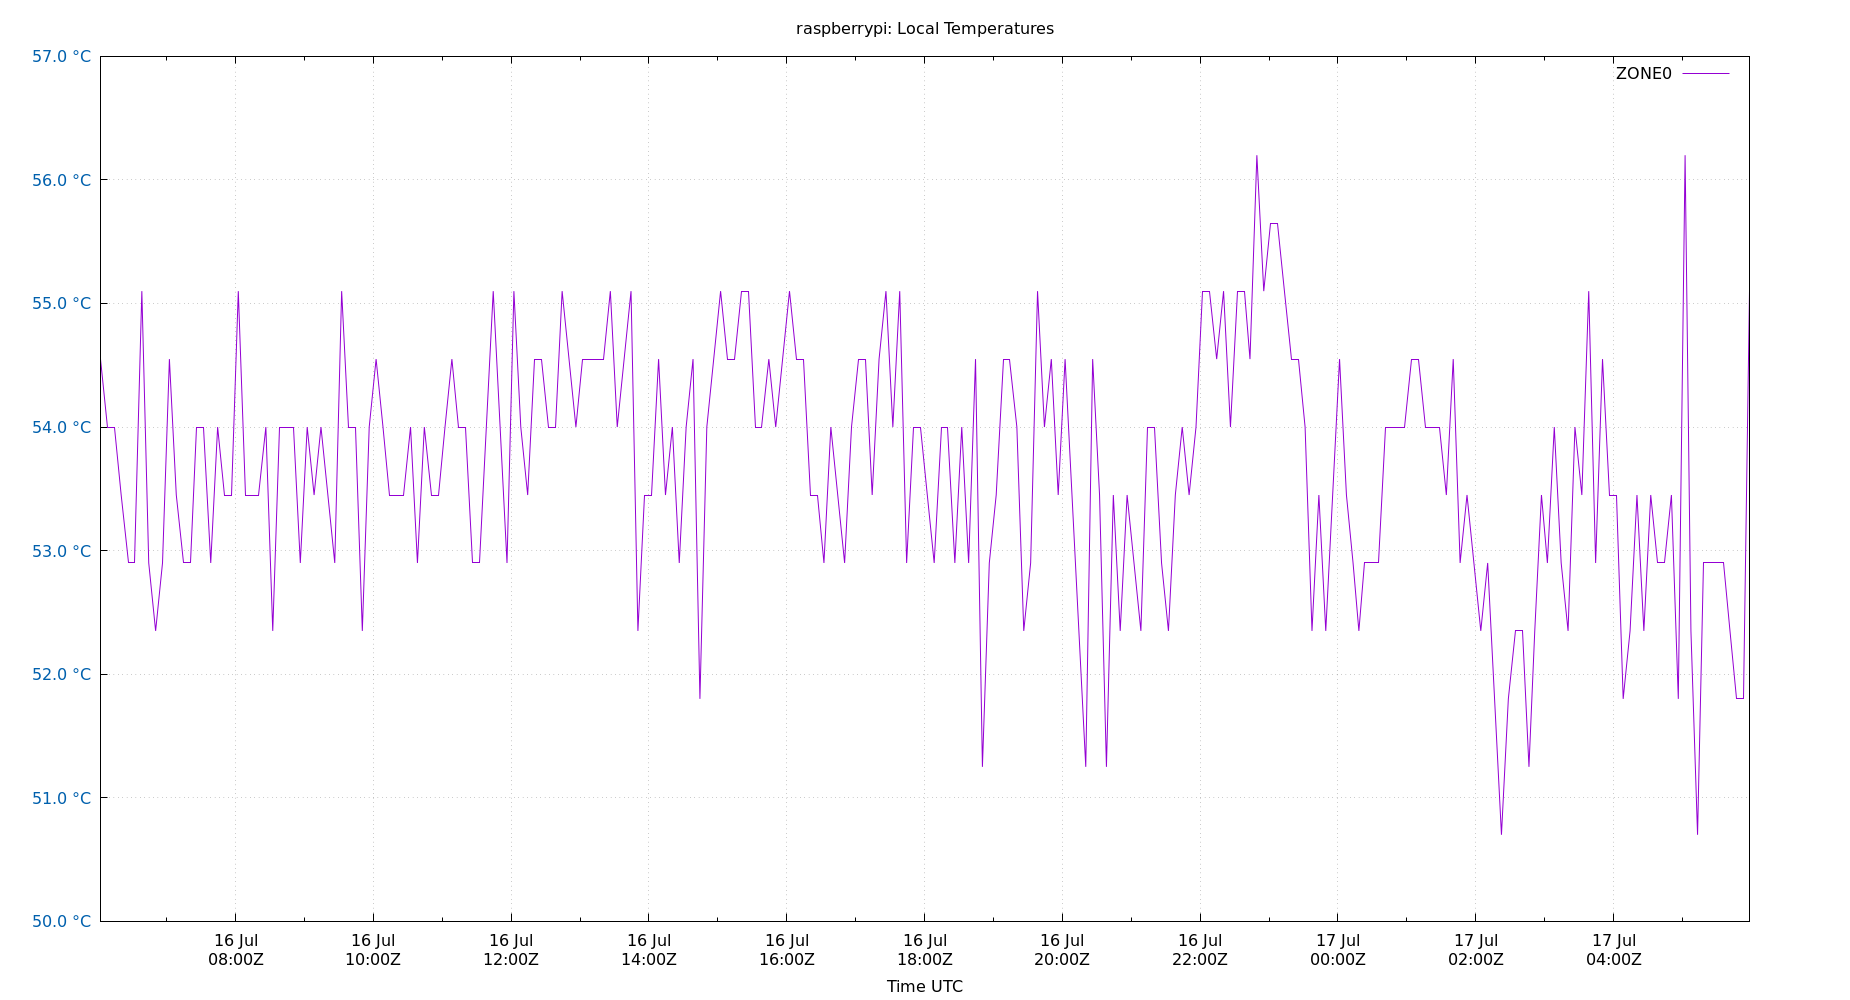 raspberrypi: Local Temperatures
57.0 °C
ZONE0
56.0 °C
55.0 °C
54.0 °C
53.0 °C
52.0 °C
51.0 °C
50.0 °C
16 Jul 16 Jul 16 Jul 16 Jul 16 Jul 16 Jul 16 Jul 16 Jul 17 Jul 17 Jul 17 Jul
08:00Z 10:00Z 12:00Z 14:00Z 16:00Z 18:00Z 20:00Z 22:00Z 00:00Z 02:00Z 04:00Z
Time UTC